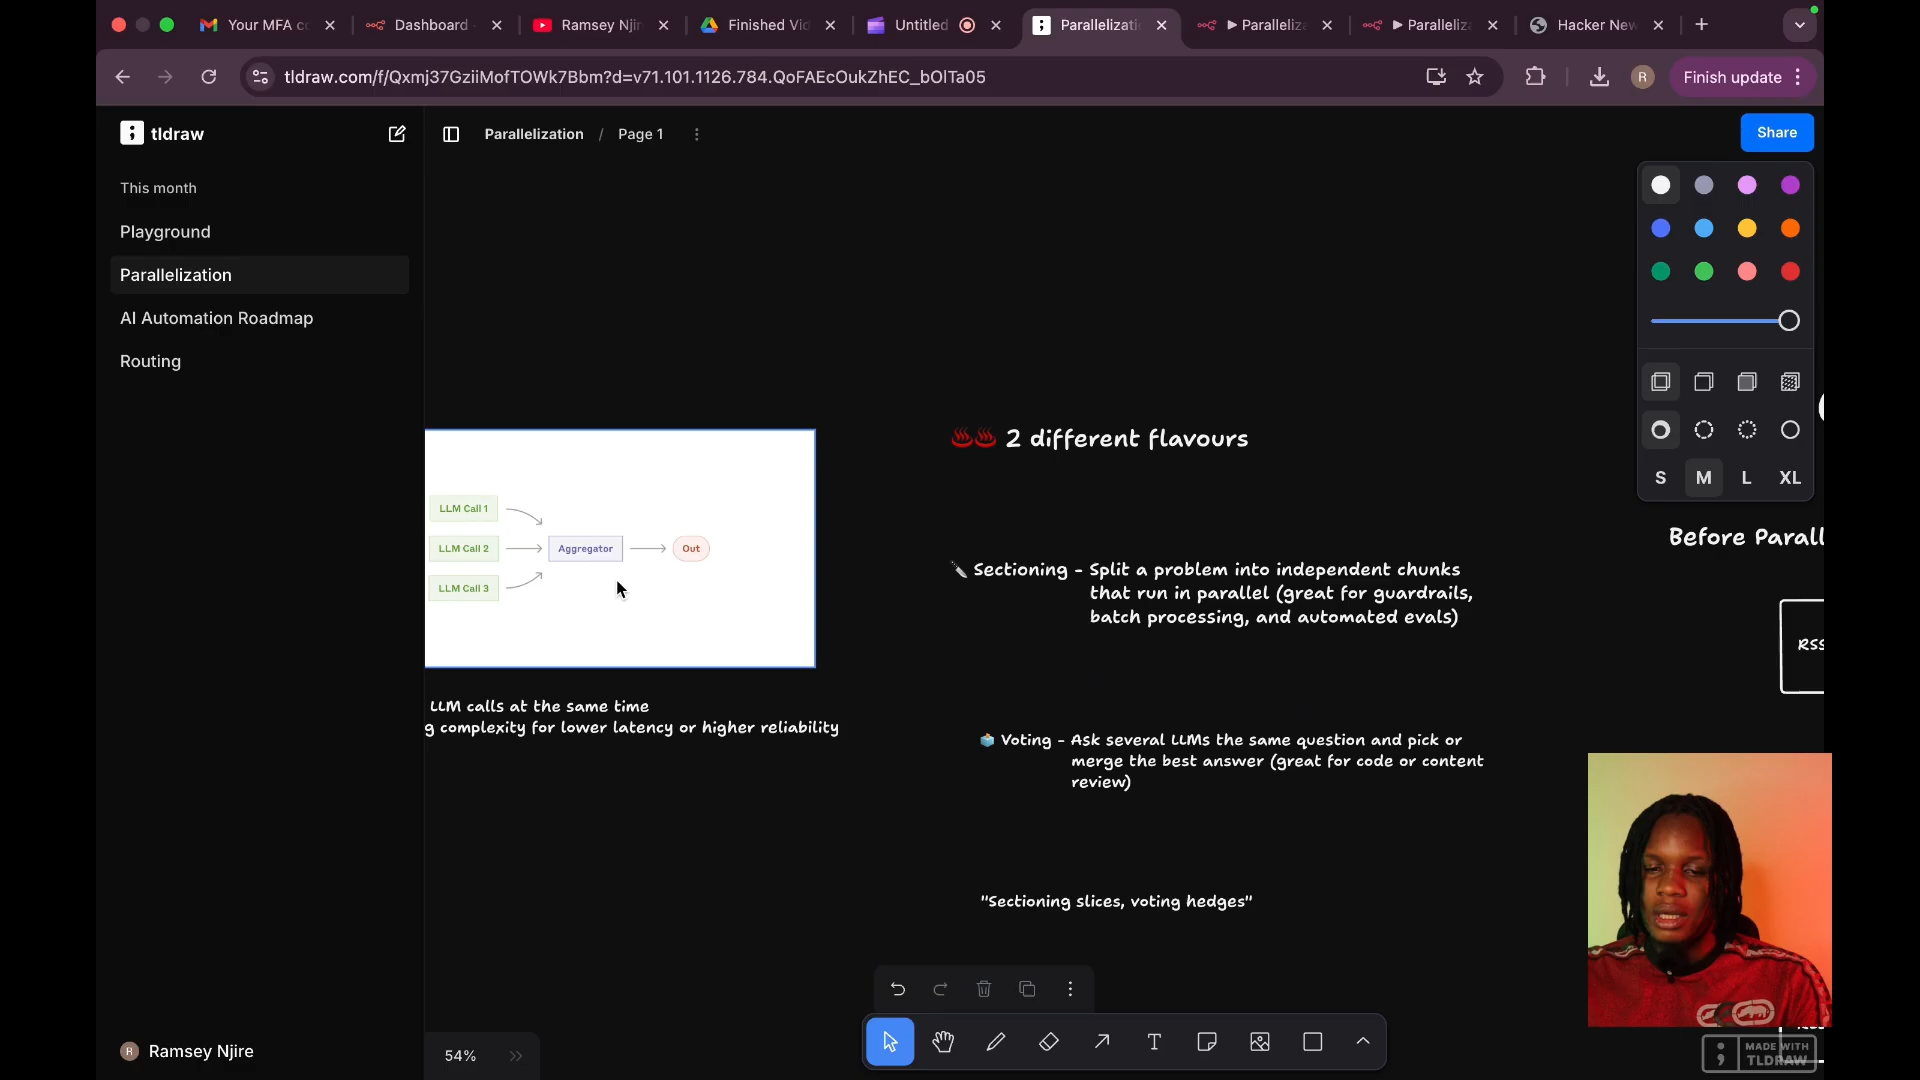 Your MFA c
Dashboard
Ramsey Njir
Finished Vid
Untitled
Parallelizati
▶ Paralleliza
▶ Paralleliza
Hacker New
tldraw.com/f/Qxmj37GziiMofTOWk7Bbm?d=v71.101.1126.784.QoFAEcOukZhEC_bOlTa05
R
Finish update
tldraw
Parallelization / Page 1
Share
This month
Playground
Parallelization
AI Automation Roadmap
Routing
LLM Call 1
LLM Call 2
LLM Call 3
Aggregator
Out
LLM calls at the same time
g complexity for lower latency or higher reliability
2 different flavours
Sectioning - Split a problem into independent chunks
that run in parallel (great for guardrails,
batch processing, and automated evals)
Voting - Ask several LLMs the same question and pick or
merge the best answer (great for code or content
review)
"Sectioning slices, voting hedges"
S M L XL
Before Parall
RSS
R
Ramsey Njire
54%
MADE WITH
TLDRAW